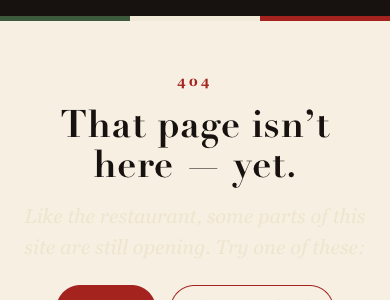 404
That page isn’t
here — yet.
Like the restaurant, some parts of this
site are still opening. Try one of these: